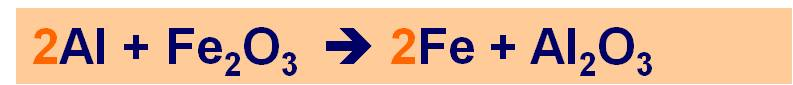 2Al + Fe₂O₃ ➔ 2Fe + Al₂O₃